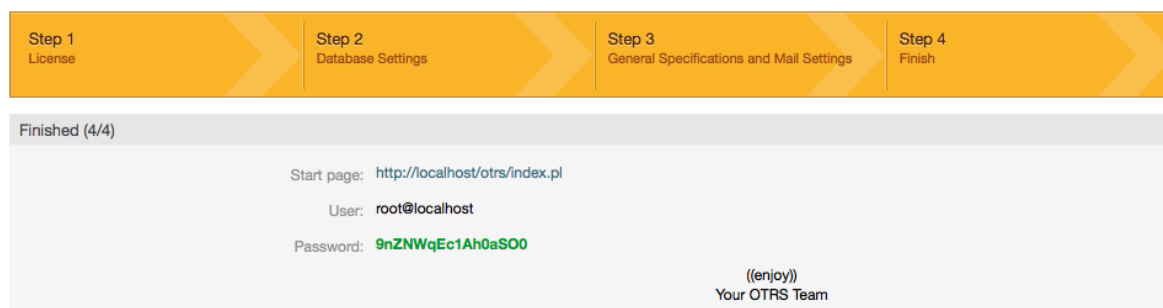 Step 1
License
Step 2
Database Settings
Step 3
General Specifications and Mail Settings
Step 4
Finish
Finished (4/4)
Start page: http://localhost/otrs/index.pl
User: root@localhost
Password: 9nZNWqEc1Ah0aSO0
((enjoy))
Your OTRS Team